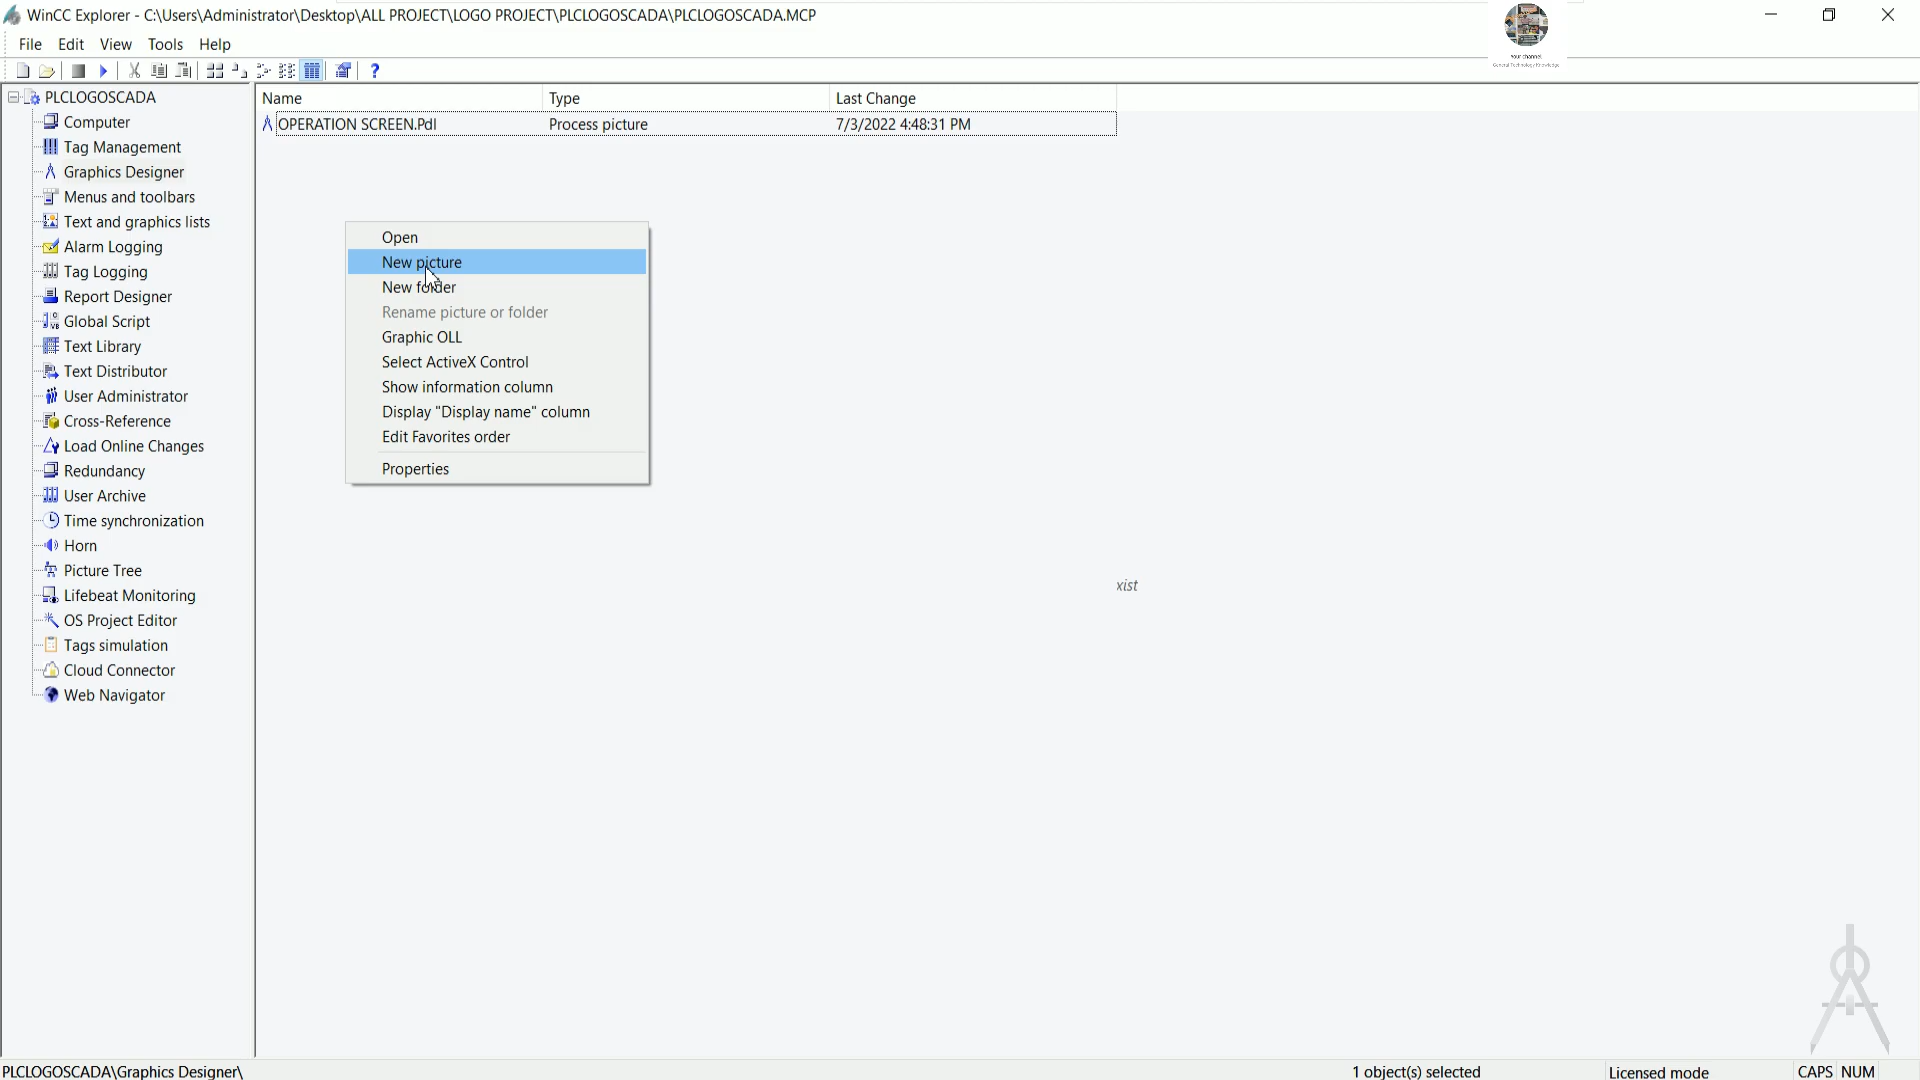 WinCC Explorer - C:\Users\Administrator\Desktop\ALL PROJECT\LOGO PROJECT\PLCLOGOSCADA\PLCLOGOSCADA.MCP
Your channel
General Technology Knowledge
File Edit View Tools Help
PLCLOGOSCADA
Computer
Tag Management
Graphics Designer
Menus and toolbars
Text and graphics lists
Alarm Logging
Tag Logging
Report Designer
Global Script
Text Library
Text Distributor
User Administrator
Cross-Reference
Load Online Changes
Redundancy
User Archive
Time synchronization
Horn
Picture Tree
Lifebeat Monitoring
OS Project Editor
Tags simulation
Cloud Connector
Web Navigator
Name Type Last Change
OPERATION SCREEN.Pdl Process picture 7/3/2022 4:48:31 PM
Open
New picture
New folder
Rename picture or folder
Graphic OLL
Select ActiveX Control
Show information column
Display "Display name" column
Edit Favorites order
Properties
xist
PLCLOGOSCADA\Graphics Designer\ 1 object(s) selected Licensed mode CAPS NUM